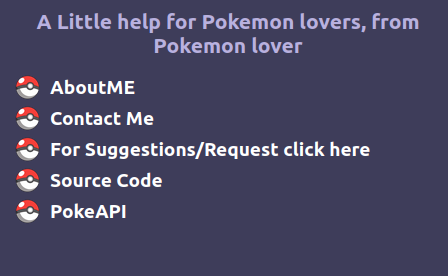 A Little help for Pokemon lovers, from
Pokemon lover
AboutME
Contact Me
For Suggestions/Request click here
Source Code
PokeAPI